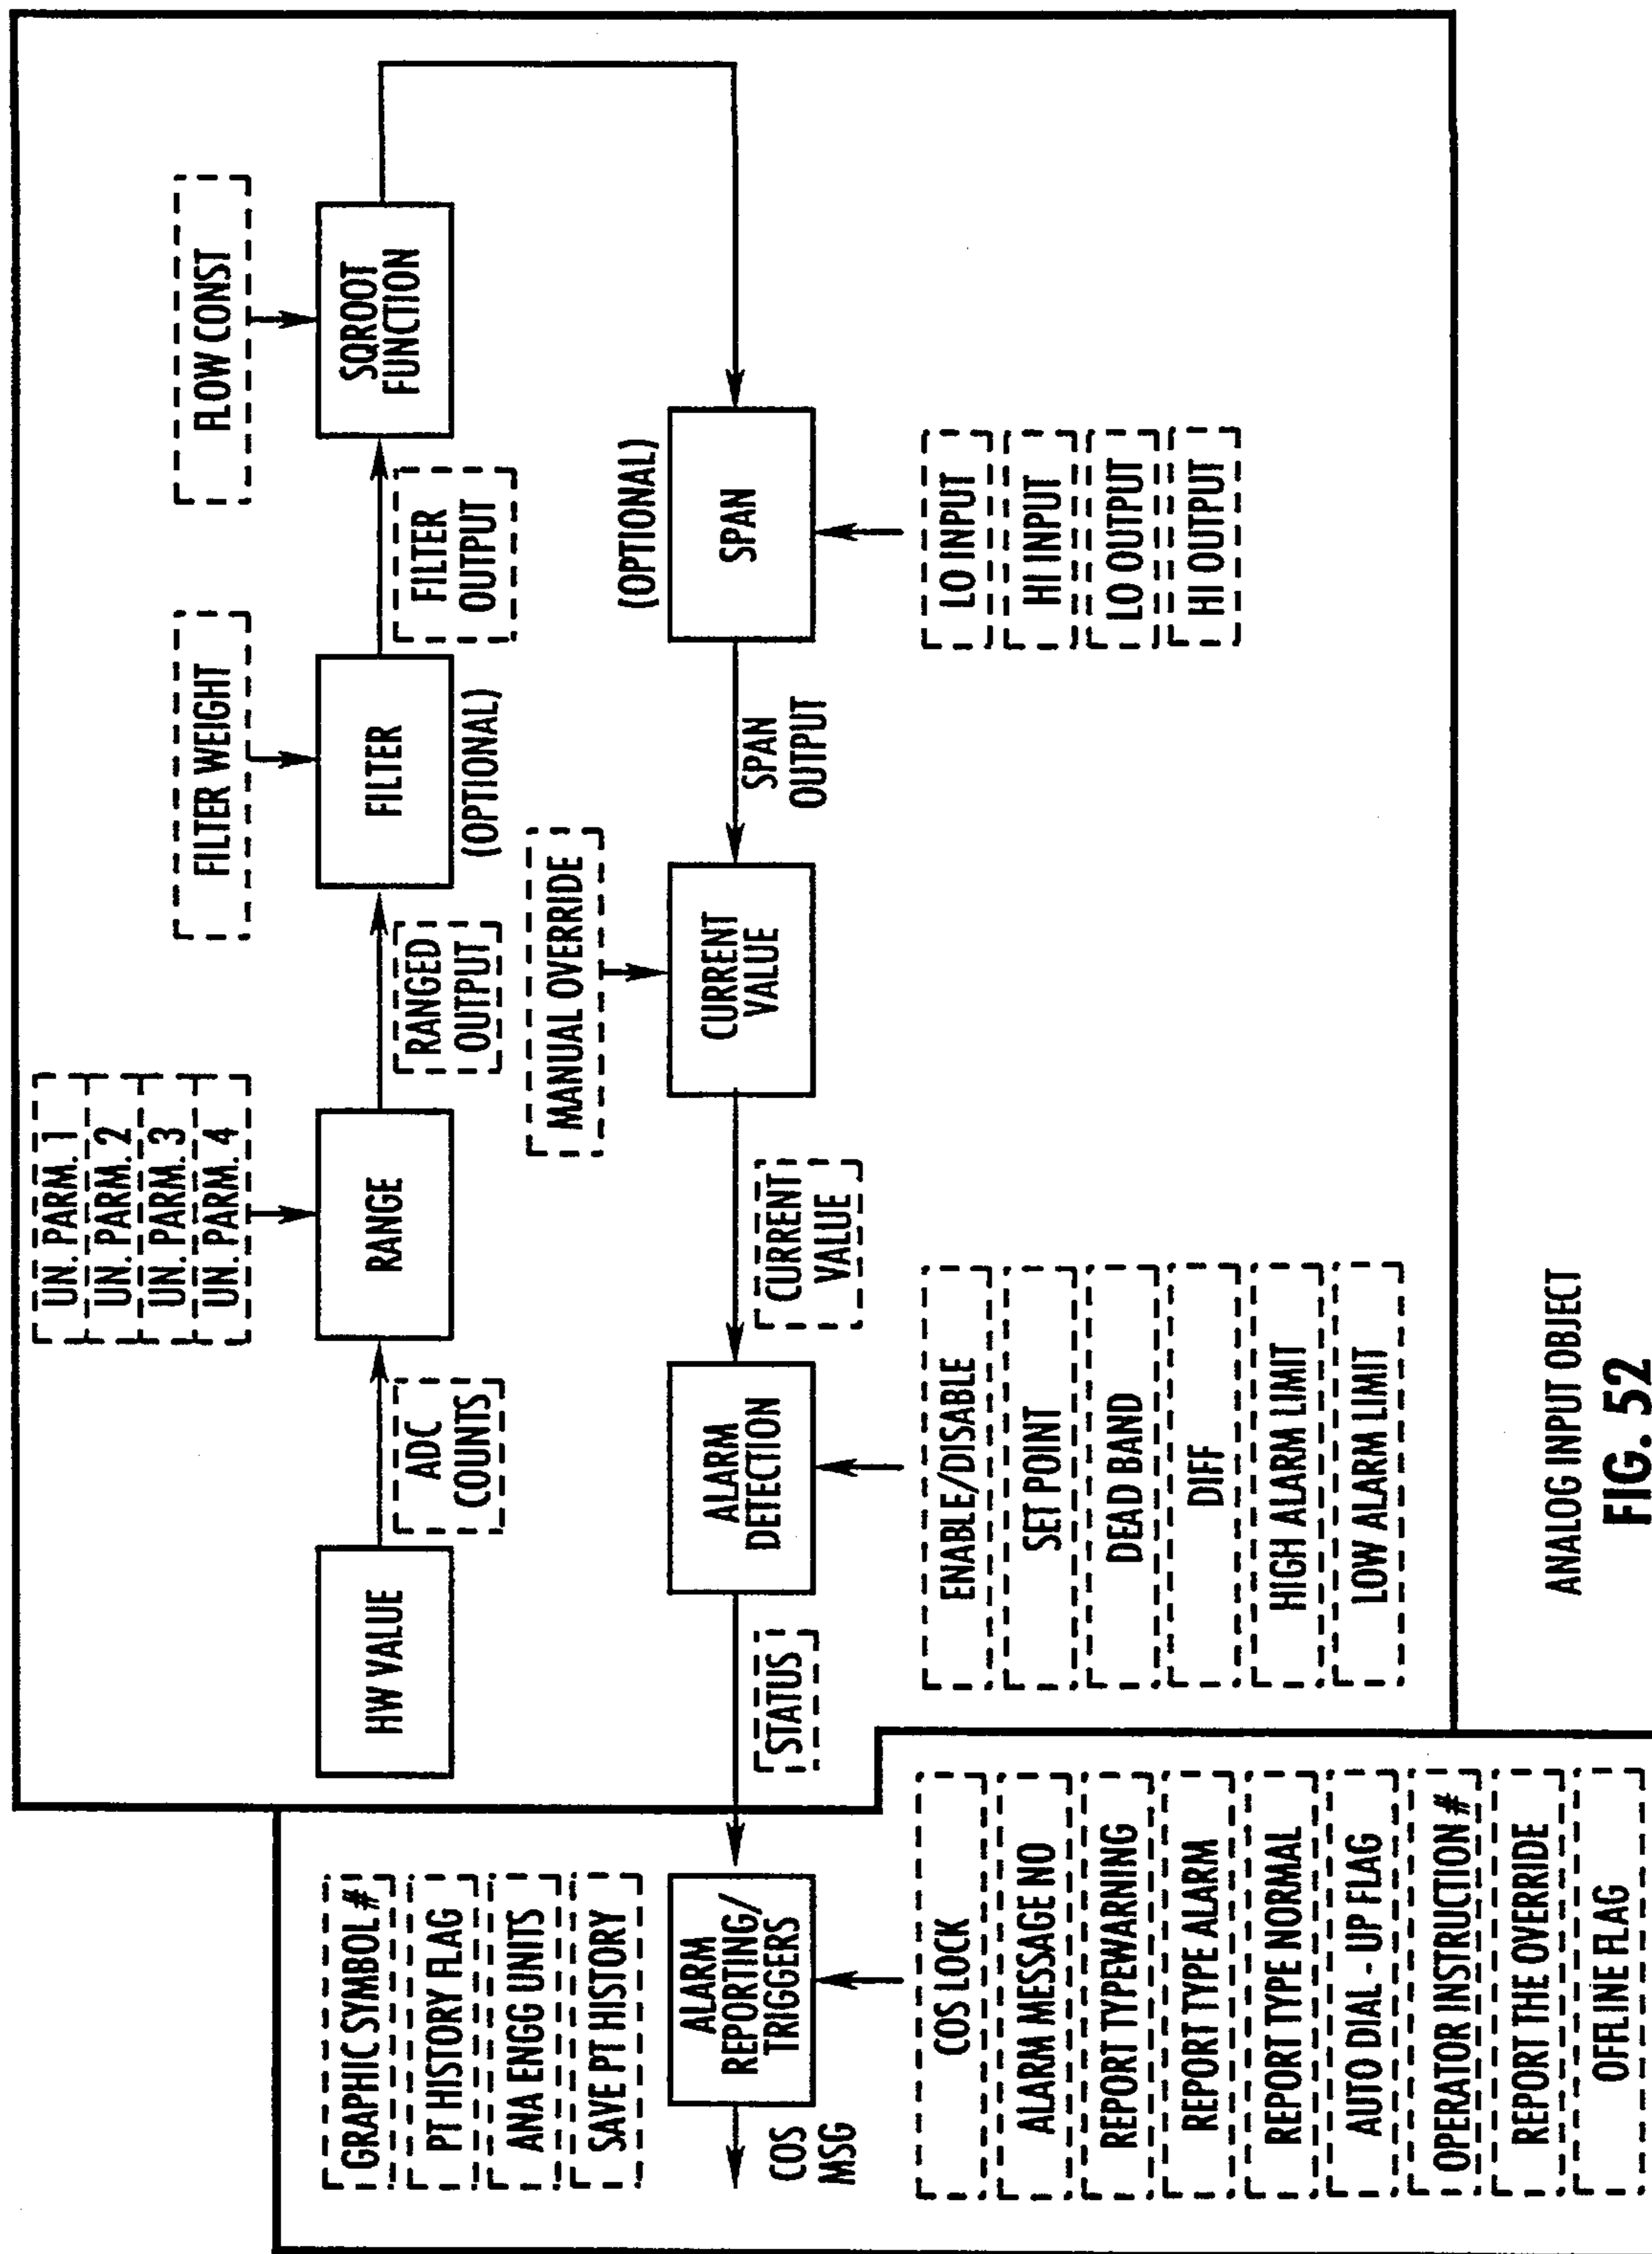 UN. PARM. 1
UN. PARM. 2
UN. PARM. 3
UN. PARM. 4
FILTER WEIGHT
FLOW CONST
HW VALUE
ADC
COUNTS
RANGE
RANGED
OUTPUT
FILTER
(OPTIONAL)
FILTER
OUTPUT
SQROOT
FUNCTION
GRAPHIC SYMBOL #
PT HISTORY FLAG
ANA ENGG UNITS
SAVE PT HISTORY
MANUAL OVERRIDE
(OPTIONAL)
COS
MSG
ALARM
REPORTING/
TRIGGERS
STATUS
ALARM
DETECTION
CURRENT
VALUE
CURRENT
VALUE
SPAN
OUTPUT
SPAN
COS LOCK
ALARM MESSAGE NO
REPORT TYPEWARNING
REPORT TYPE ALARM
REPORT TYPE NORMAL
AUTO DIAL - UP FLAG
OPERATOR INSTRUCTION #
REPORT THE OVERRIDE
OFFLINE FLAG
ENABLE/DISABLE
SET POINT
DEAD BAND
DIFF
HIGH ALARM LIMIT
LOW ALARM LIMIT
LO INPUT
HI INPUT
LO OUTPUT
HI OUTPUT
ANALOG INPUT OBJECT
FIG. 52